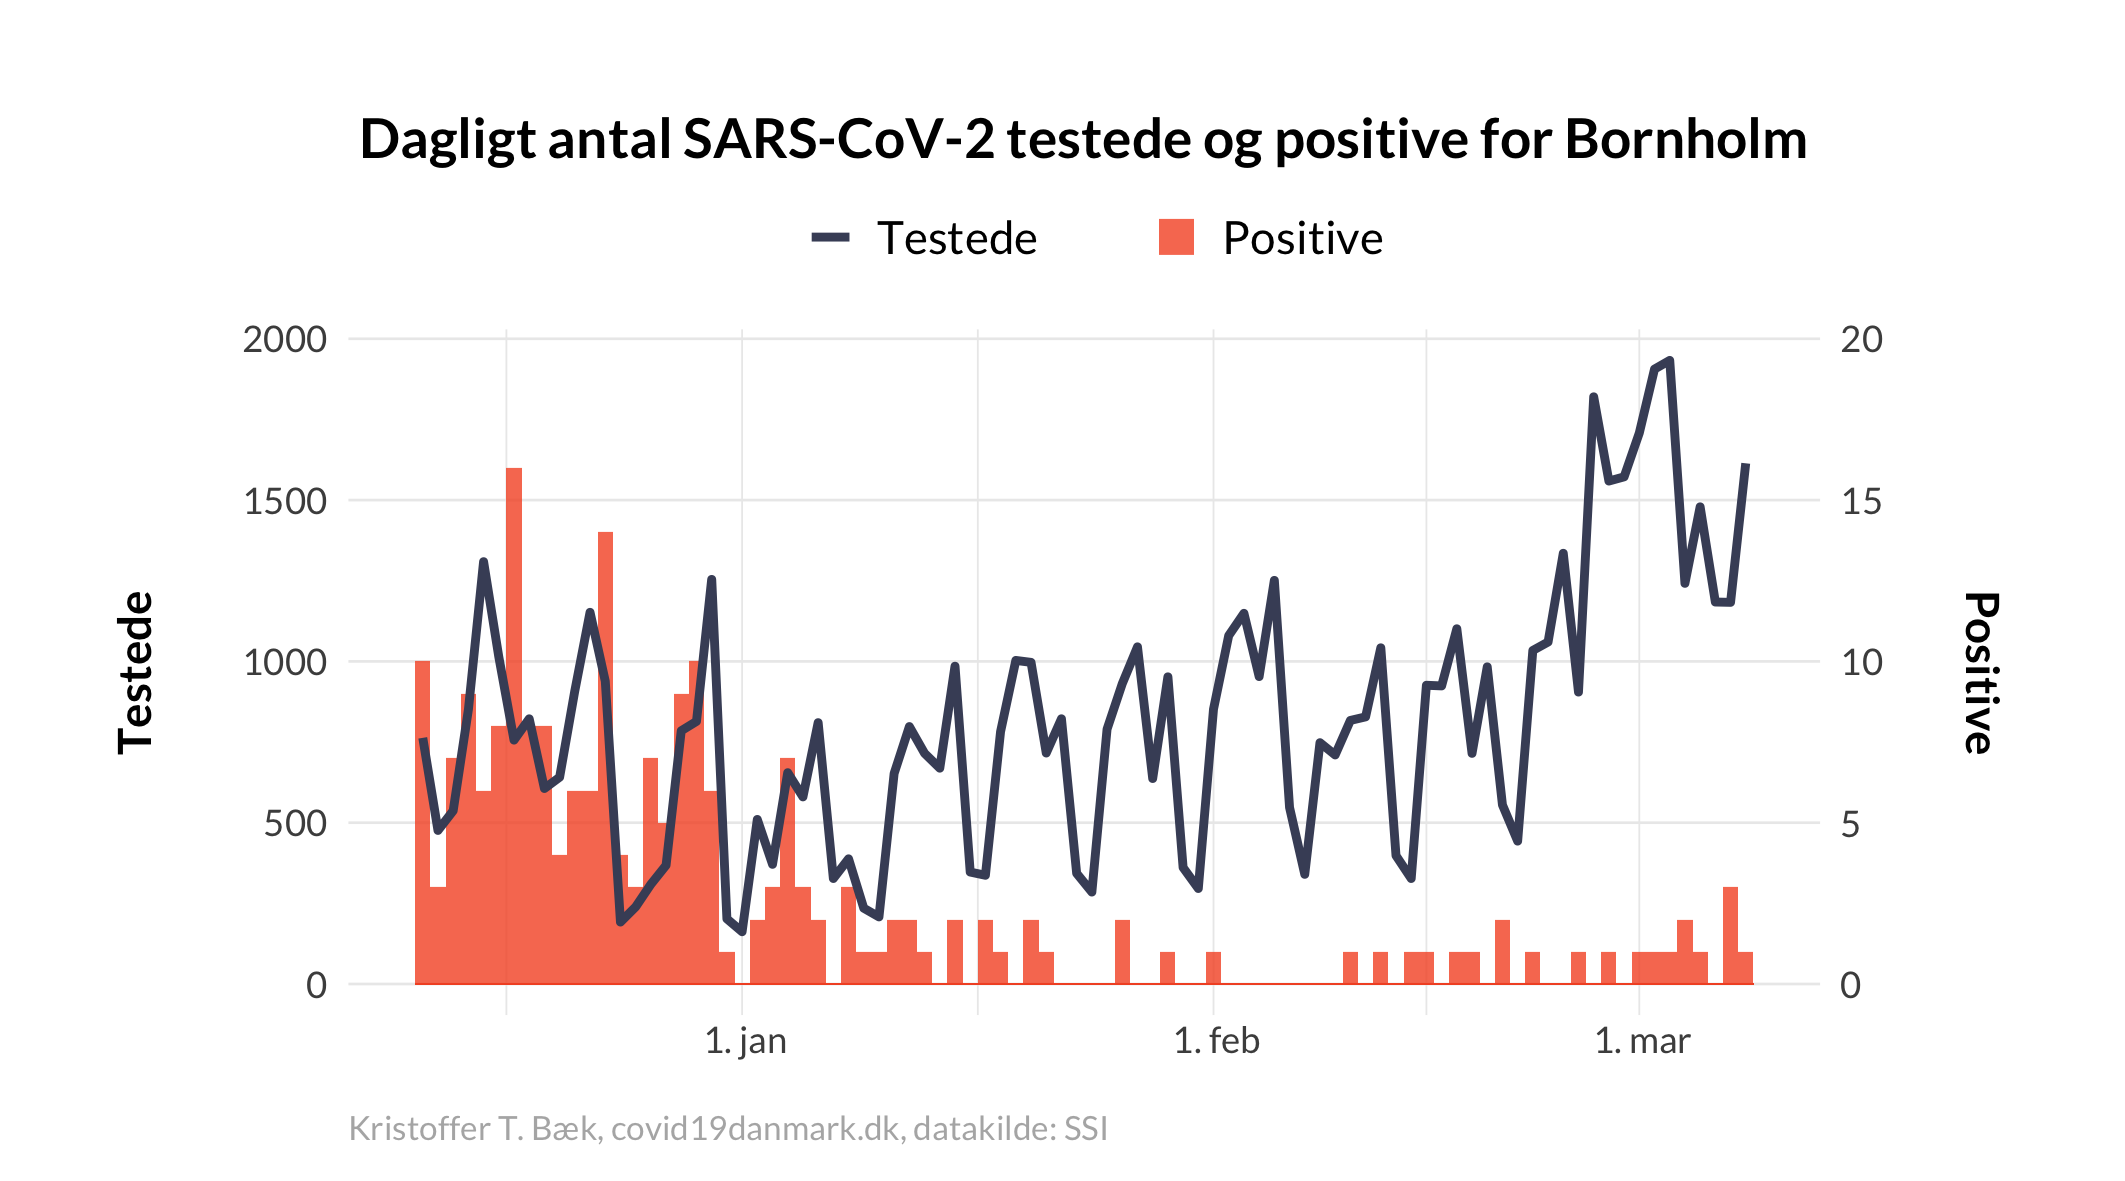 Dagligt antal SARS-CoV-2 testede og positive for Bornholm
Testede
Positive
2000
1500
1000
500
0
20
15
10
5
0
Testede
Positive
1. jan
1. feb
1. mar
Kristoffer T. Bæk, covid19danmark.dk, datakilde: SSI